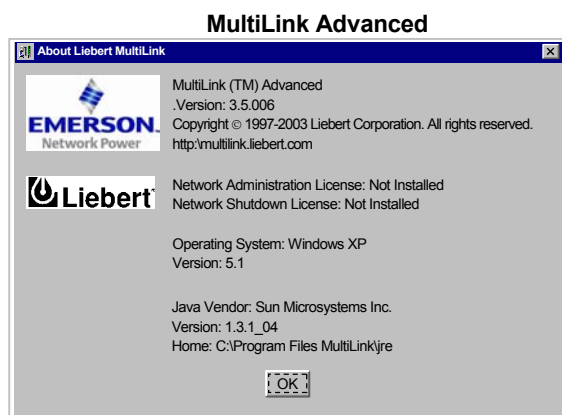 MultiLink Advanced
About Liebert MultiLink
EMERSON.
Network Power
MultiLink (TM) Advanced
.Version: 3.5.006
Copyright © 1997-2003 Liebert Corporation. All rights reserved.
http:\multilink.liebert.com
Liebert
Network Administration License: Not Installed
Network Shutdown License: Not Installed
Operating System: Windows XP
Version: 5.1
Java Vendor: Sun Microsystems Inc.
Version: 1.3.1_04
Home: C:\Program Files MultiLink\jre
OK